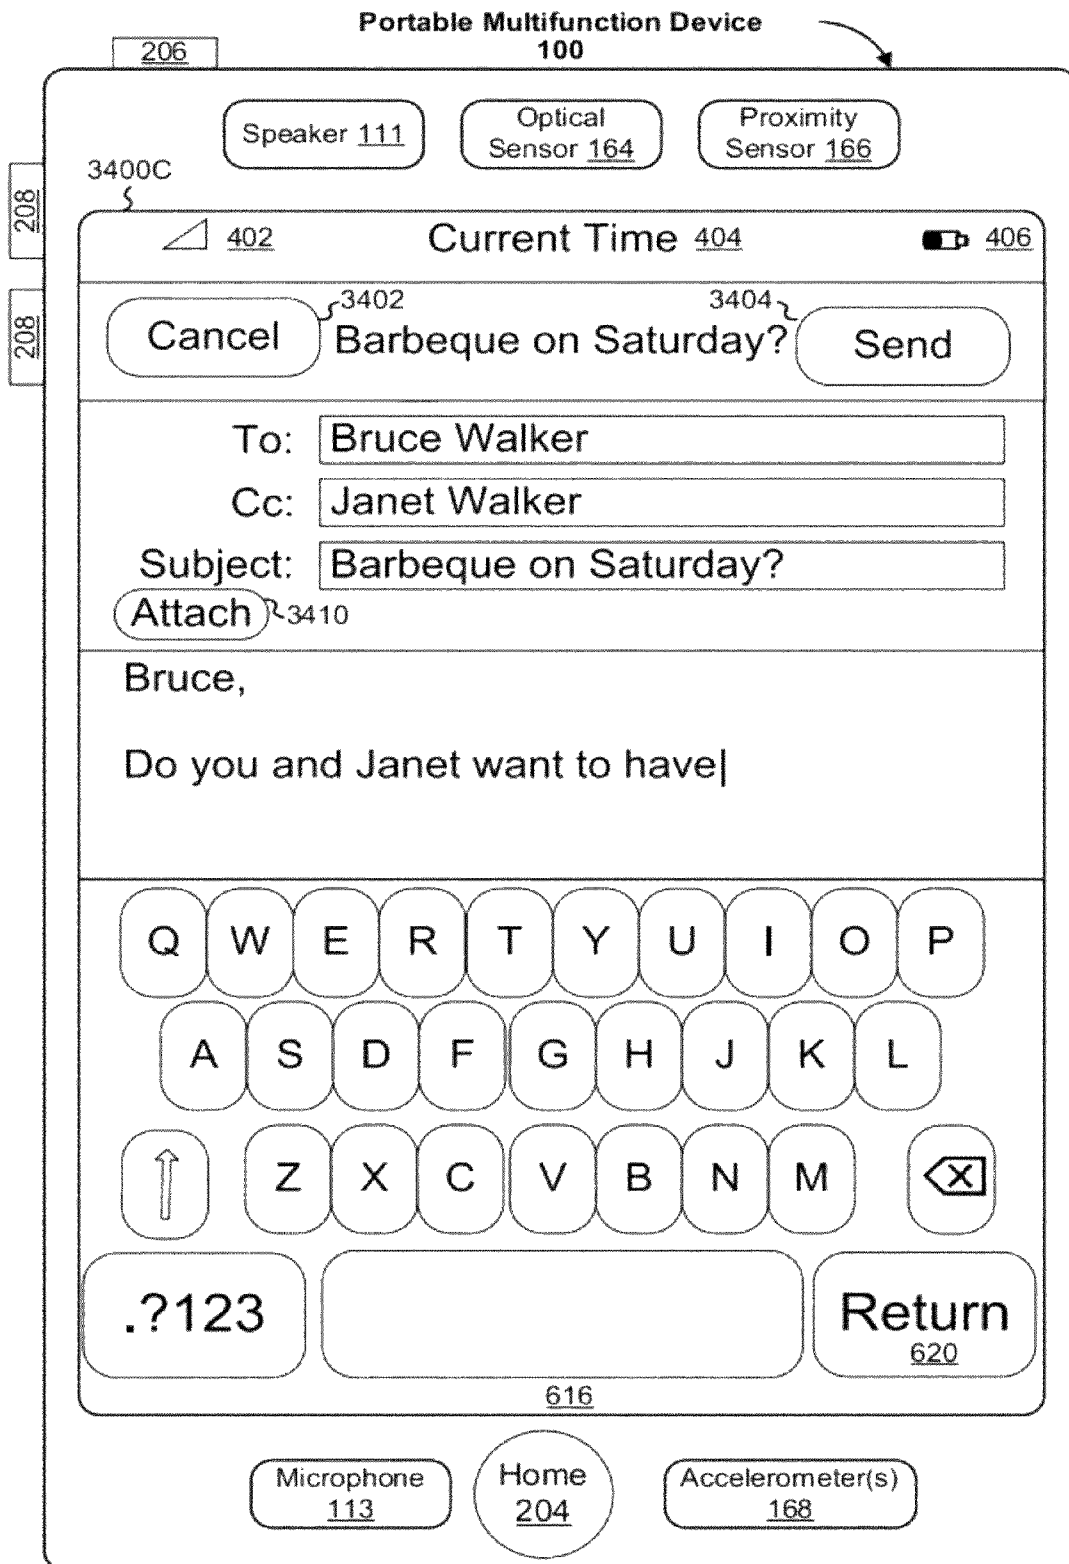 Portable Multifunction Device
100
206
Speaker 111
Optical
Sensor 164
Proximity
Sensor 166
3400C
208
208
402
Current Time 404
406
Cancel
3402
Barbeque on Saturday?
3404
Send
To: Bruce Walker
Cc: Janet Walker
Subject: Barbeque on Saturday?
Attach
3410
Bruce,
Do you and Janet want to have|
Q W E R T Y U I O P
A S D F G H J K L
Z X C V B N M
.?123
Return
620
616
Microphone
113
Home
204
Accelerometer(s)
168